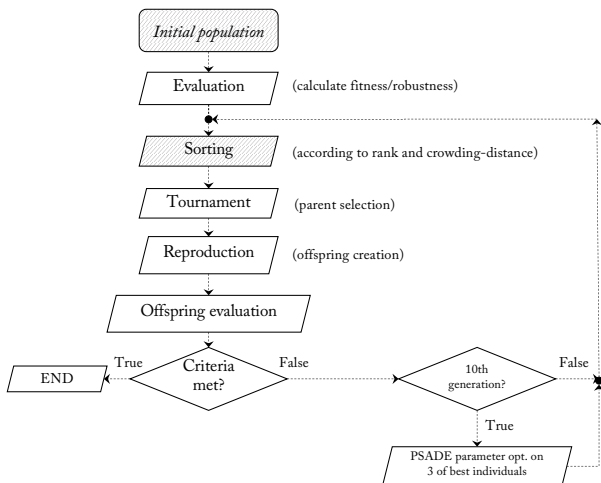 Initial population
Evaluation
(calculate fitness/robustness)
Sorting
(according to rank and crowding-distance)
Tournament
(parent selection)
Reproduction
(offspring creation)
Offspring evaluation
Criteria
met?
True
False
END
10th
generation?
False
True
PSADE parameter opt. on
3 of best individuals